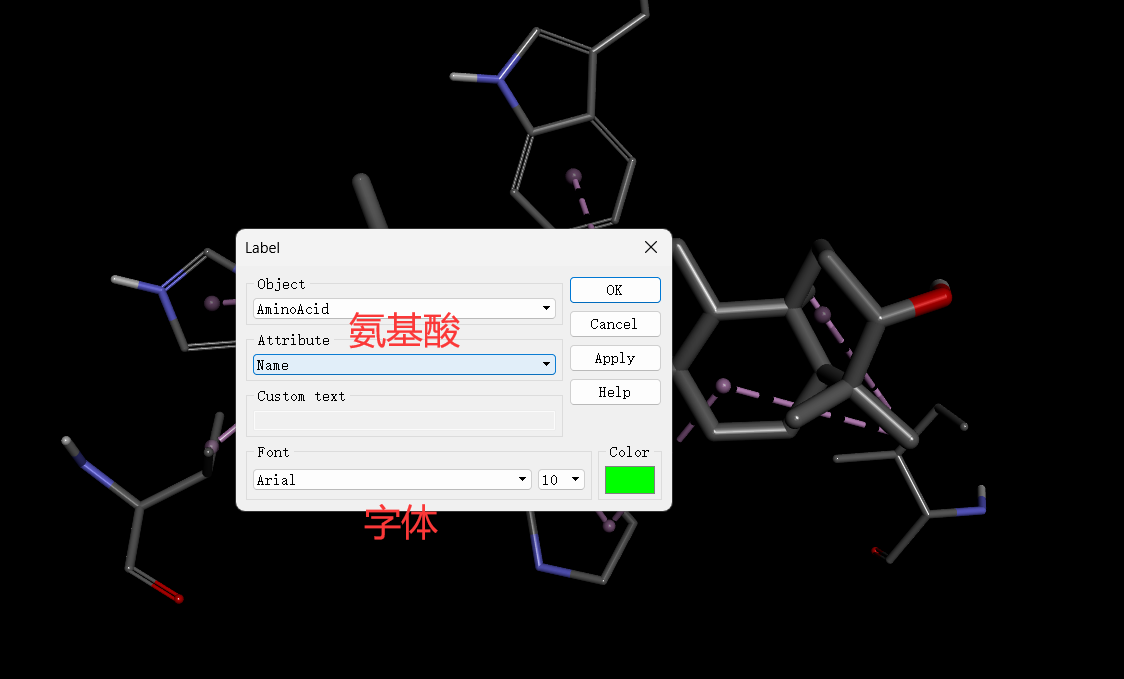 Label
Object
AminoAcid
氨基酸
Attribute
Name
Custom text
Font
Arial
10
字体
OK
Cancel
Apply
Help
Color